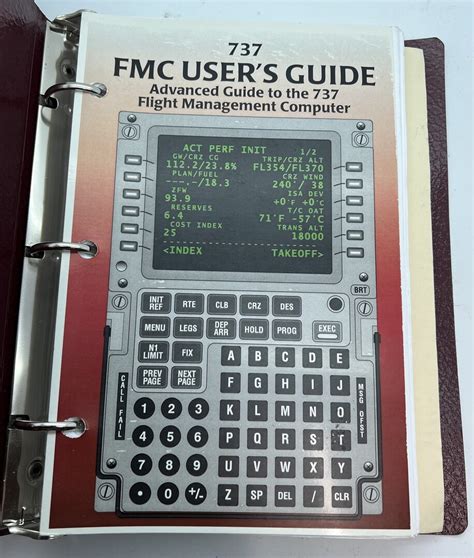 737
FMC USER'S GUIDE
Advanced Guide to the 737
Flight Management Computer
ACT PERF INIT 1/2
GW/CRZ CG TRIP/CRZ ALT
112.2/23.8% FL354/FL370
PLAN/FUEL CRZ WIND
---.-/18.3 240°/ 38
ZFW ISA DEV
93.9 +0°F +0°C
RESERVES T/C OAT
6.4 71°F -57°C
COST INDEX TRANS ALT
25 18000
<INDEX TAKEOFF>
BRT
INIT REF RTE CLB CRZ DES
MENU LEGS DEP ARR HOLD PROG EXEC
N1 LIMIT FIX
PREV PAGE NEXT PAGE
A B C D E
F G H I J
K L M N O
P Q R S T
U V W X Y
Z SP DEL / CLR
1 2 3
4 5 6
7 8 9
0 +/-
CALL FAIL
MSG OFST